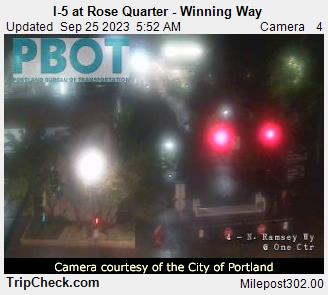 I-5 at Rose Quarter - Winning Way
Updated Sep 25 2023 5:52 AM Camera 4
PBOT
PORTLAND BUREAU OF TRANSPORTATION
4 - N. Ramsey Wy
@ One Ctr
Camera courtesy of the City of Portland
TripCheck.com Milepost302.00